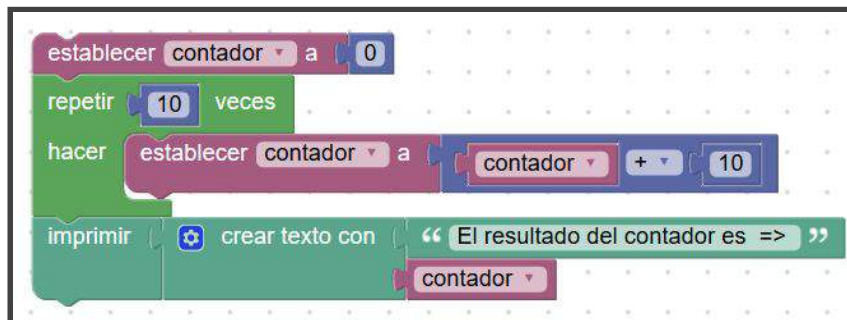 establecer contador a 0
repetir 10 veces
hacer establecer contador a contador + 10
imprimir crear texto con “ El resultado del contador es => ”
contador